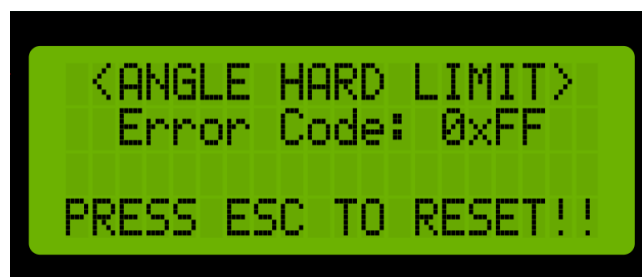 <ANGLE HARD LIMIT>
Error Code: 0xFF
PRESS ESC TO RESET!!